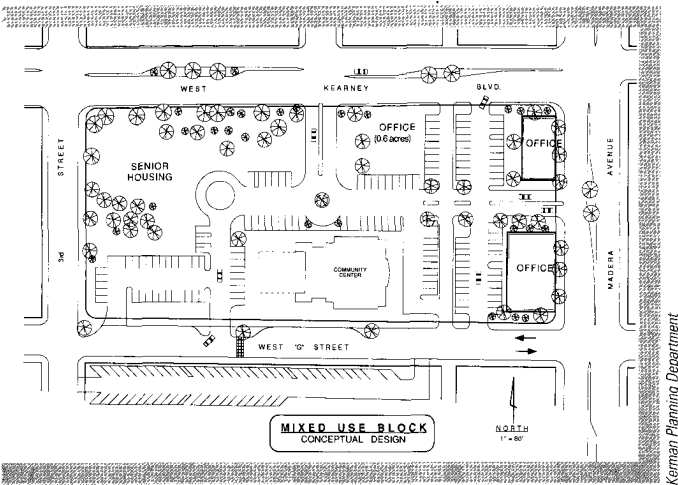 WEST KEARNEY BLVD.
3rd STREET
SENIOR
HOUSING
OFFICE
(0.6 acres)
OFFICE
MADERA AVENUE
COMMUNITY
CENTER
OFFICE
WEST "G" STREET
MIXED USE BLOCK
CONCEPTUAL DESIGN
NORTH
1" = 80'
Kerman Planning Department